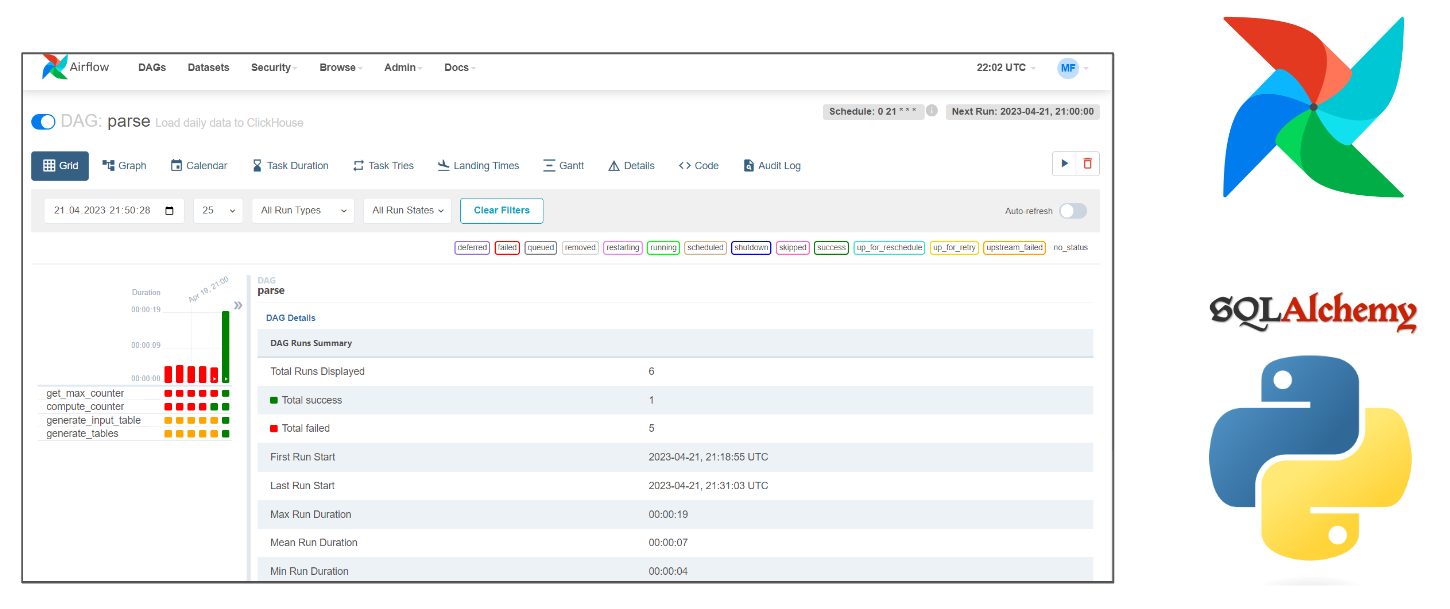 Airflow DAGs Datasets Security Browse Admin Docs 22:02 UTC MF
Schedule: 0 21 * * * i Next Run: 2023-04-21, 21:00:00
DAG: parse Load daily data to ClickHouse
Grid Graph Calendar Task Duration Task Tries Landing Times Gantt Details Code Audit Log
21.04.2023 21:50:28 25 All Run Types All Run States Clear Filters Auto-refresh
deferred failed queued removed restarting running scheduled shutdown skipped success up_for_reschedule up_for_retry upstream_failed no_status
Duration Apr 19, 21:00
00:00:19
00:00:09
00:00:00
get_max_counter
compute_counter
generate_input_table
generate_tables
DAG
parse
DAG Details
DAG Runs Summary
Total Runs Displayed 6
Total success 1
Total failed 5
First Run Start 2023-04-21, 21:18:55 UTC
Last Run Start 2023-04-21, 21:31:03 UTC
Max Run Duration 00:00:19
Mean Run Duration 00:00:07
Min Run Duration 00:00:04
SQLAlchemy